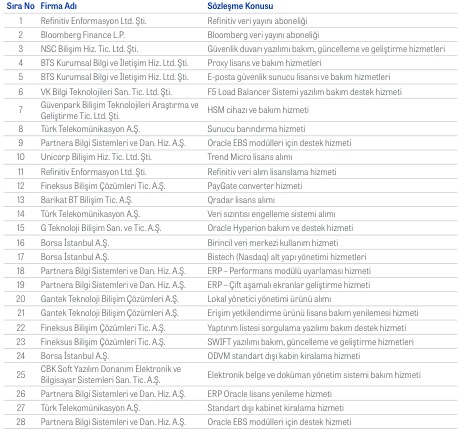 Sıra No Firma Adı Sözleşme Konusu
1 Refinitiv Enformasyon Ltd. Şti. Refinitiv veri yayını aboneliği
2 Bloomberg Finance L.P. Bloomberg veri yayını aboneliği
3 NSC Bilişim Hiz. Tic. Ltd. Şti. Güvenlik duvarı yazılımı bakım, güncelleme ve geliştirme hizmetleri
4 BTS Kurumsal Bilgi ve İletişim Hiz. Ltd. Şti. Proxy lisans ve bakım hizmetleri
5 BTS Kurumsal Bilgi ve İletişim Hiz. Ltd. Şti. E-posta güvenlik sunucu lisansı ve bakım hizmetleri
6 VK Bilgi Teknolojileri San. Tic. Ltd. Şti. F5 Load Balancer Sistemi yazılım bakım destek hizmeti
7 Güvenpark Bilişim Teknolojileri Araştırma ve Geliştirme Tic. Ltd. Şti. HSM cihazı ve bakım hizmeti
8 Türk Telekomünikasyon A.Ş. Sunucu barındırma hizmeti
9 Partnera Bilgi Sistemleri ve Dan. Hiz. A.Ş. Oracle EBS modülleri için destek hizmeti
10 Unicorp Bilişim Hiz. Tic. Ltd. Şti. Trend Micro lisans alımı
11 Refinitiv Enformasyon Ltd. Şti. Refinitiv veri alım lisanslama hizmeti
12 Fineksus Bilişim Çözümleri Tic. A.Ş. PayGate converter hizmeti
13 Barikat BT Bilişim Tic. A.Ş. Qradar lisans alımı
14 Türk Telekomünikasyon A.Ş. Veri sızıntısı engelleme sistemi alımı
15 G Teknoloji Bilişim San. ve Tic. A.Ş. Oracle Hyperion bakım ve destek hizmeti
16 Borsa İstanbul A.Ş. Birincil veri merkezi kullanım hizmeti
17 Borsa İstanbul A.Ş. Bistech (Nasdaq) alt yapı yönetimi hizmetleri
18 Partnera Bilgi Sistemleri ve Dan. Hiz. A.Ş. ERP – Performans modülü uyarlaması hizmeti
19 Partnera Bilgi Sistemleri ve Dan. Hiz. A.Ş. ERP – Çift aşamalı ekranlar geliştirme hizmeti
20 Gantek Teknoloji Bilişim Çözümleri A.Ş. Lokal yönetici yönetimi ürünü alımı
21 Gantek Teknoloji Bilişim Çözümleri A.Ş. Erişim yetkilendirme ürünü lisans bakım yenilemesi hizmeti
22 Fineksus Bilişim Çözümleri Tic. A.Ş. Yaptırım listesi sorgulama yazılımı bakım destek hizmeti
23 Fineksus Bilişim Çözümleri Tic. A.Ş. SWIFT yazılımı bakım, güncelleme ve geliştirme hizmetleri
24 Borsa İstanbul A.Ş. ODVM standart dışı kabin kiralama hizmeti
25 CBK Soft Yazılım Donanım Elektronik ve Bilgisayar Sistemleri San. Tic. A.Ş. Elektronik belge ve doküman yönetim sistemi bakım hizmeti
26 Partnera Bilgi Sistemleri ve Dan. Hiz. A.Ş. ERP Oracle lisans yenileme hizmeti
27 Türk Telekomünikasyon A.Ş. Standart dışı kabinet kiralama hizmeti
28 Partnera Bilgi Sistemleri ve Dan. Hiz. A.Ş. Oracle EBS modülleri için destek hizmeti